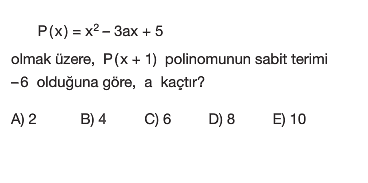 P(x) = x² – 3ax + 5
olmak üzere, P(x + 1) polinomunun sabit terimi
–6 olduğuna göre, a kaçtır?
A) 2 B) 4 C) 6 D) 8 E) 10